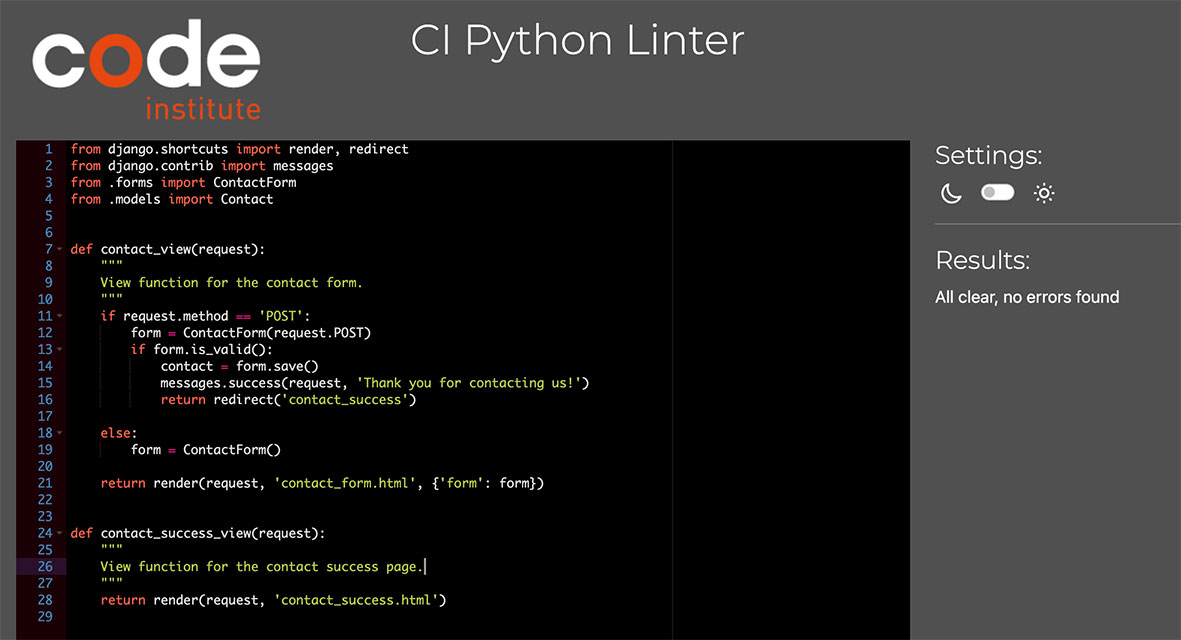 code
institute
CI Python Linter
1 from django.shortcuts import render, redirect
2 from django.contrib import messages
3 from .forms import ContactForm
4 from .models import Contact
5
6
7 def contact_view(request):
8     """
9     View function for the contact form.
10     """
11     if request.method == 'POST':
12         form = ContactForm(request.POST)
13         if form.is_valid():
14             contact = form.save()
15             messages.success(request, 'Thank you for contacting us!')
16             return redirect('contact_success')
17
18     else:
19         form = ContactForm()
20
21     return render(request, 'contact_form.html', {'form': form})
22
23
24 def contact_success_view(request):
25     """
26     View function for the contact success page.
27     """
28     return render(request, 'contact_success.html')
29
Settings:
Results:
All clear, no errors found